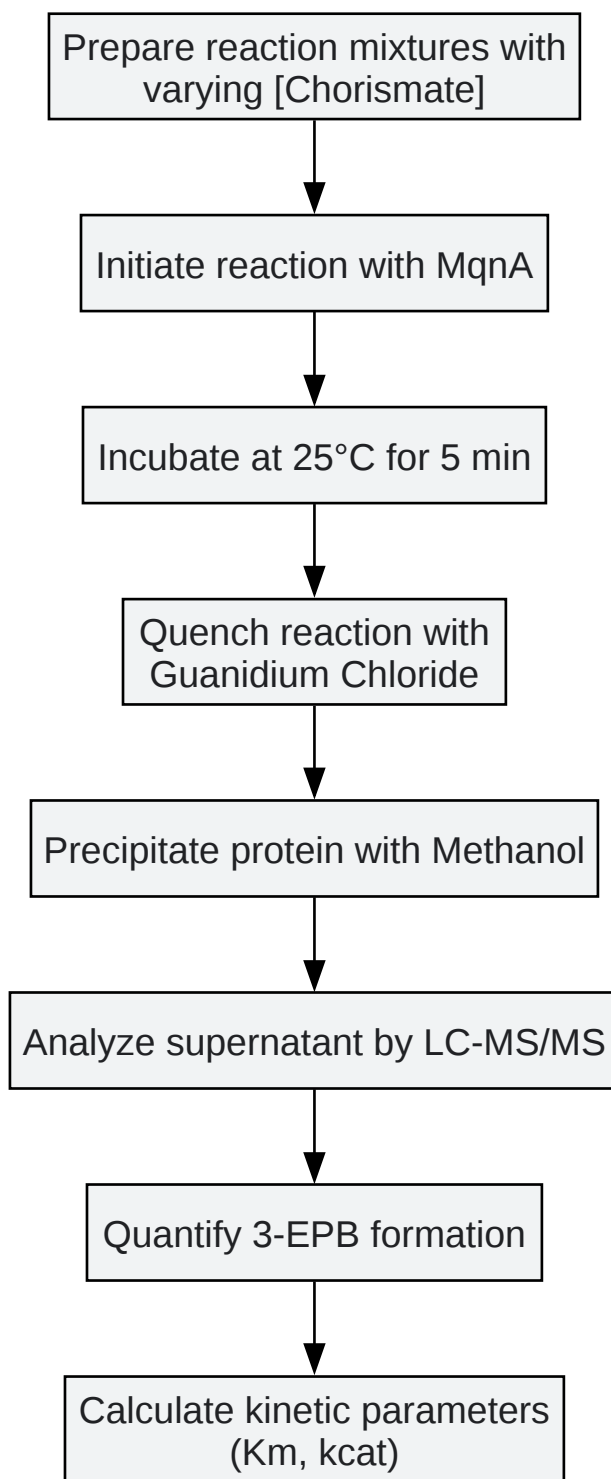 Prepare reaction mixtures with
varying [Chorismate]
Initiate reaction with MqnA
Incubate at 25°C for 5 min
Quench reaction with
Guanidium Chloride
Precipitate protein with Methanol
Analyze supernatant by LC-MS/MS
Quantify 3-EPB formation
Calculate kinetic parameters
(Km, kcat)